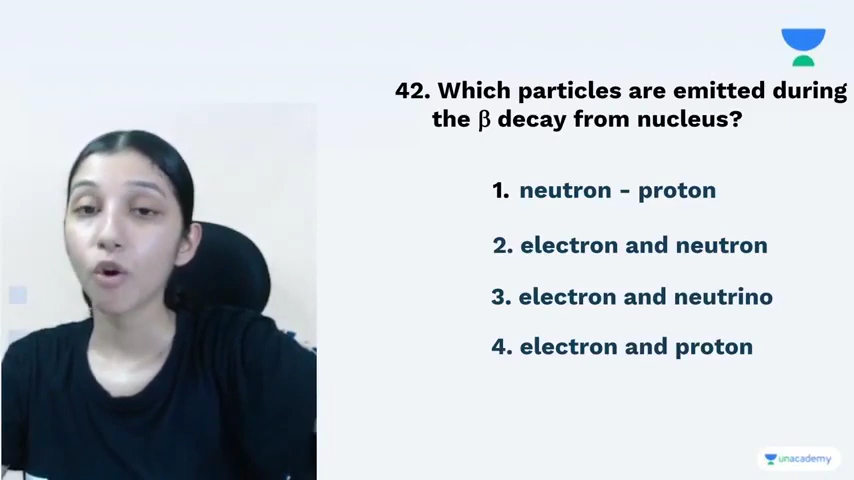 42. Which particles are emitted during
the β decay from nucleus?
1. neutron - proton
2. electron and neutron
3. electron and neutrino
4. electron and proton
unacademy